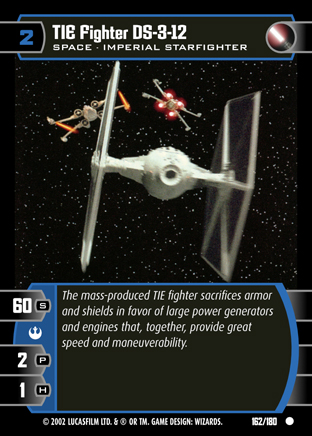 2
TIE Fighter DS-3-12
SPACE · IMPERIAL STARFIGHTER
60 S
2 P
1 H
The mass-produced TIE fighter sacrifices armor
and shields in favor of large power generators
and engines that, together, provide great
speed and maneuverability.
© 2002 LUCASFILM LTD. & ® OR TM. GAME DESIGN: WIZARDS. 162/180